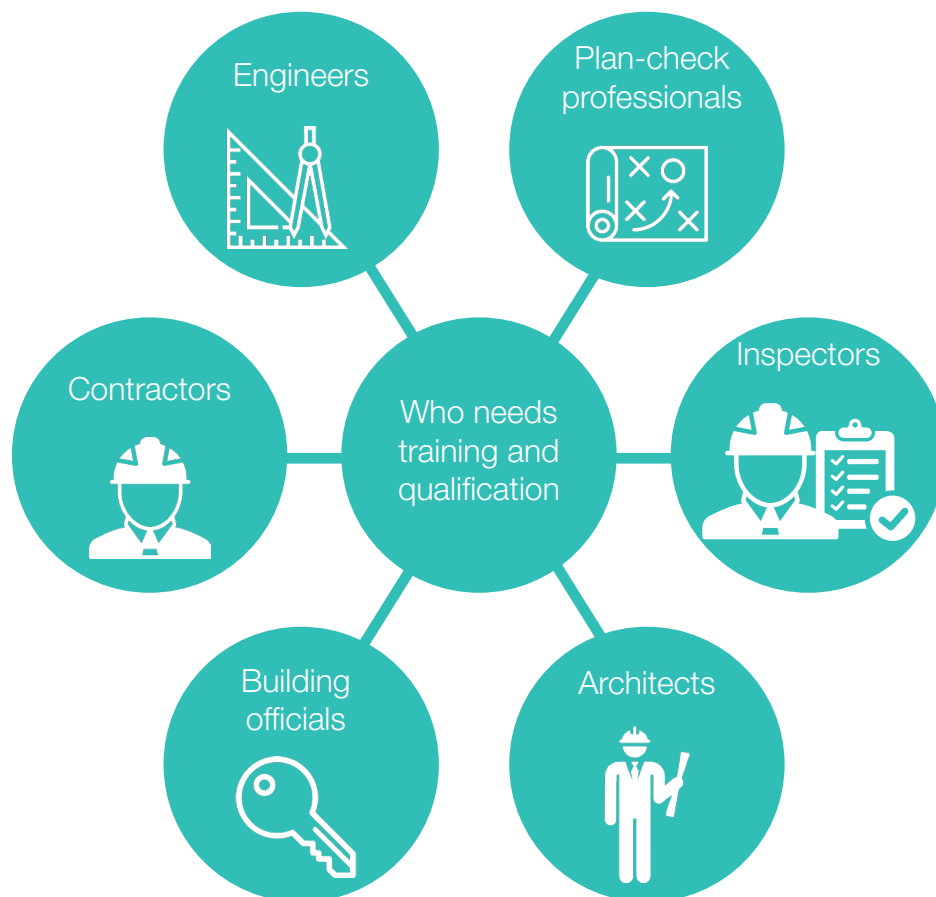 Engineers
Plan-check
professionals
Contractors
Who needs
training and
qualification
Inspectors
Building
officials
Architects